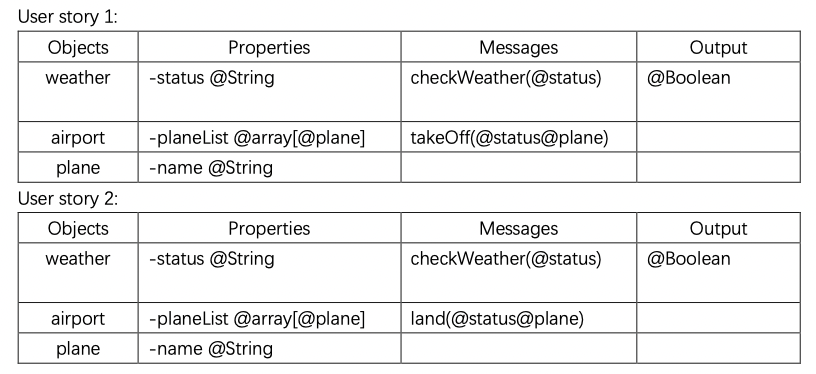 User story 1:
Objects Properties Messages Output
weather -status @String checkWeather(@status) @Boolean
airport -planeList @array[@plane] takeOff(@status@plane)
plane -name @String
User story 2:
Objects Properties Messages Output
weather -status @String checkWeather(@status) @Boolean
airport -planeList @array[@plane] land(@status@plane)
plane -name @String